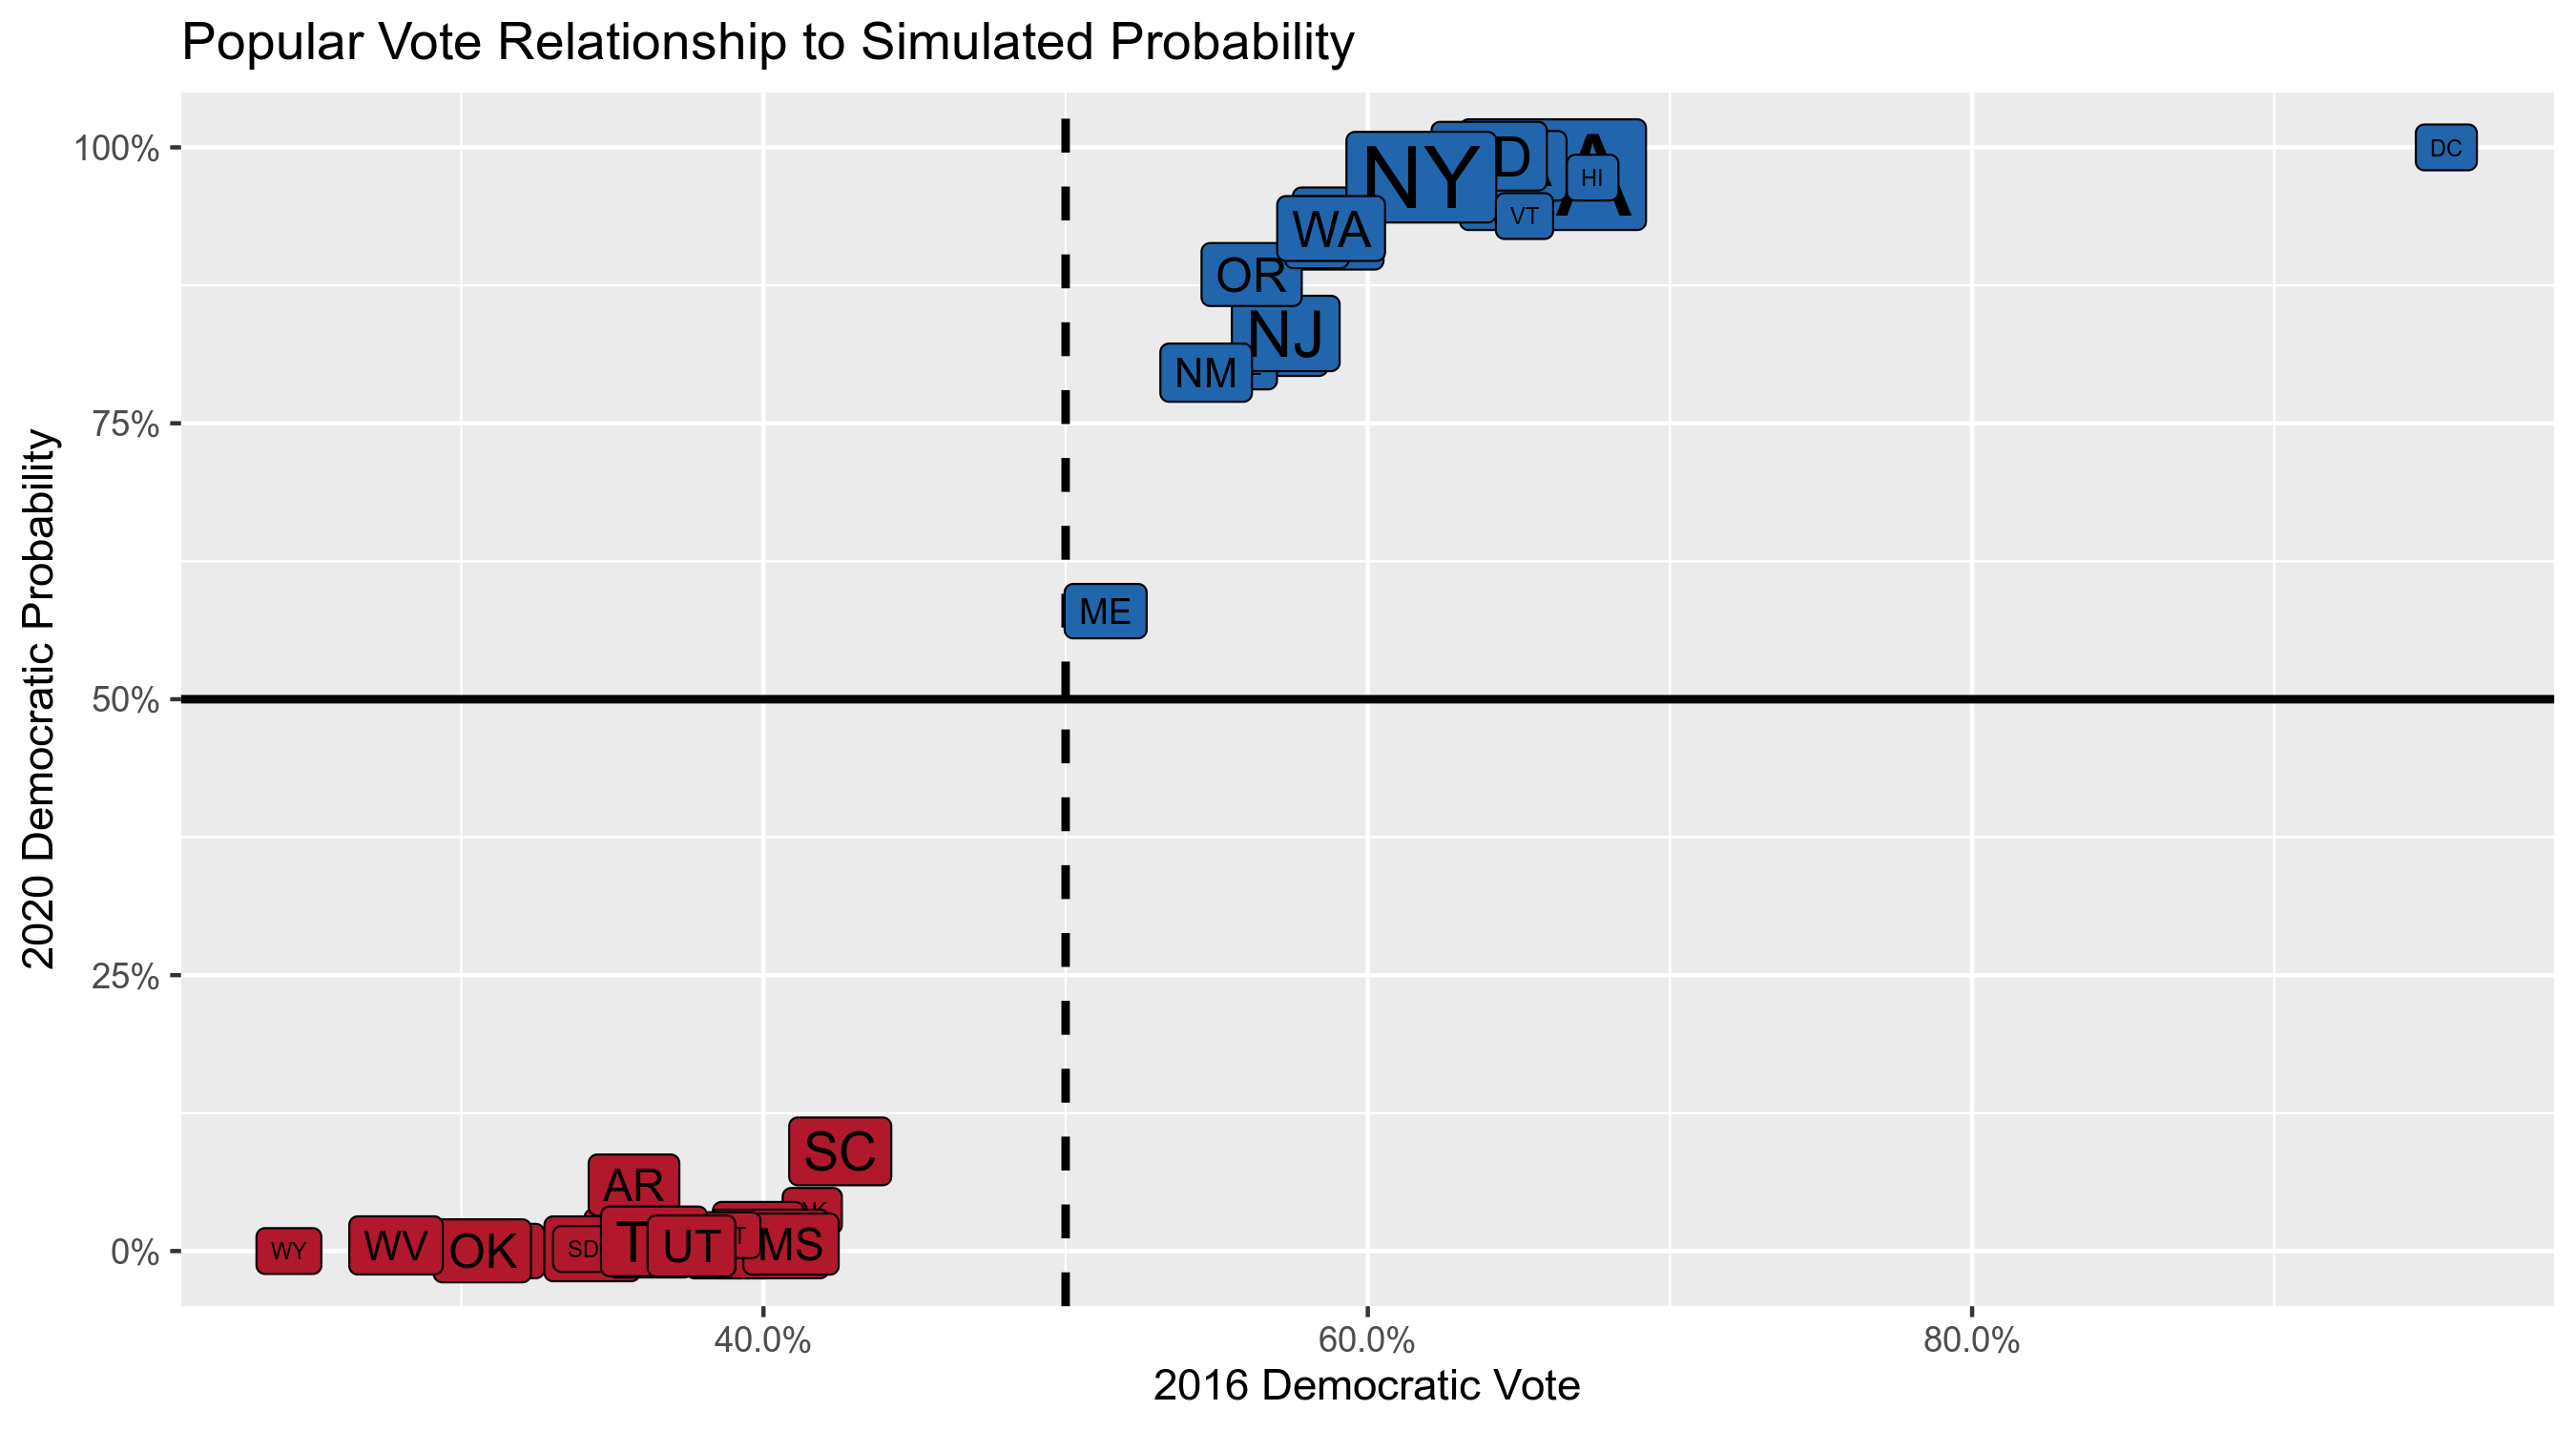 Popular Vote Relationship to Simulated Probability
2020 Democratic Probability
100%
75%
50%
25%
0%
DC
NY
D
A
HI
VT
WA
OR
NJ
NM
ME
SC
AR
WY
WV
OK
SD
T
UT
T
MS
40.0%
60.0%
80.0%
2016 Democratic Vote